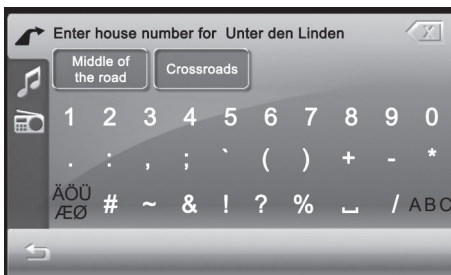 Enter house number for Unter den Linden
Middle of
the road
Crossroads
1 2 3 4 5 6 7 8 9 0
. : , ; ` ( ) + - *
ÄÖÜ
ÆØ
# ~ & ! ? % ⎵ / ABC
X